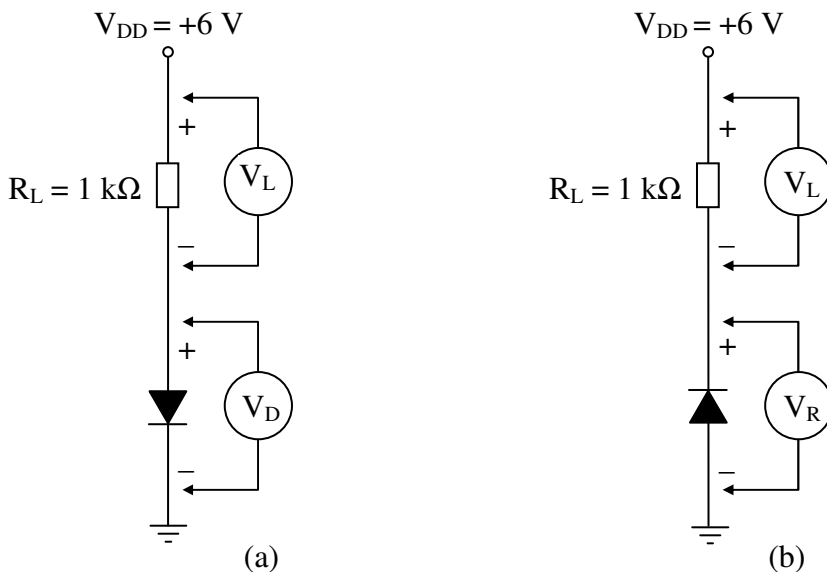 V_DD = +6 V
+
R_L = 1 kΩ
V_L
–
+
V_D
–
(a)
V_DD = +6 V
+
R_L = 1 kΩ
V_L
–
+
V_R
–
(b)